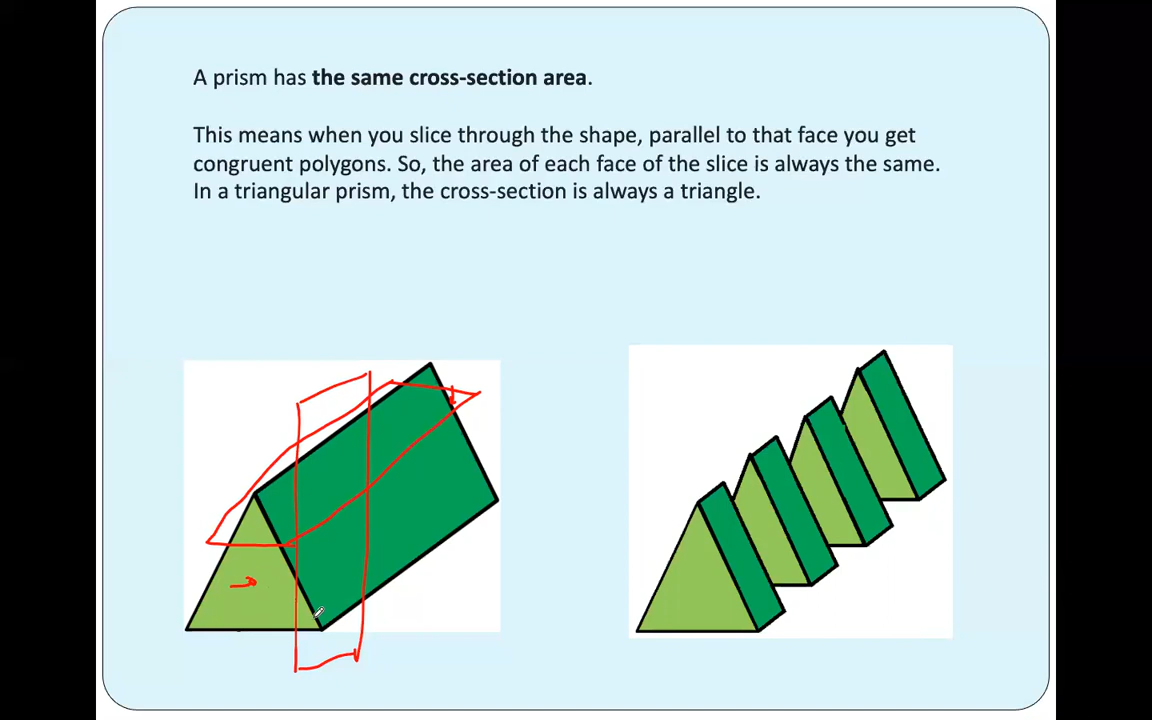 A prism has the same cross-section area.
This means when you slice through the shape, parallel to that face you get
congruent polygons. So, the area of each face of the slice is always the same.
In a triangular prism, the cross-section is always a triangle.